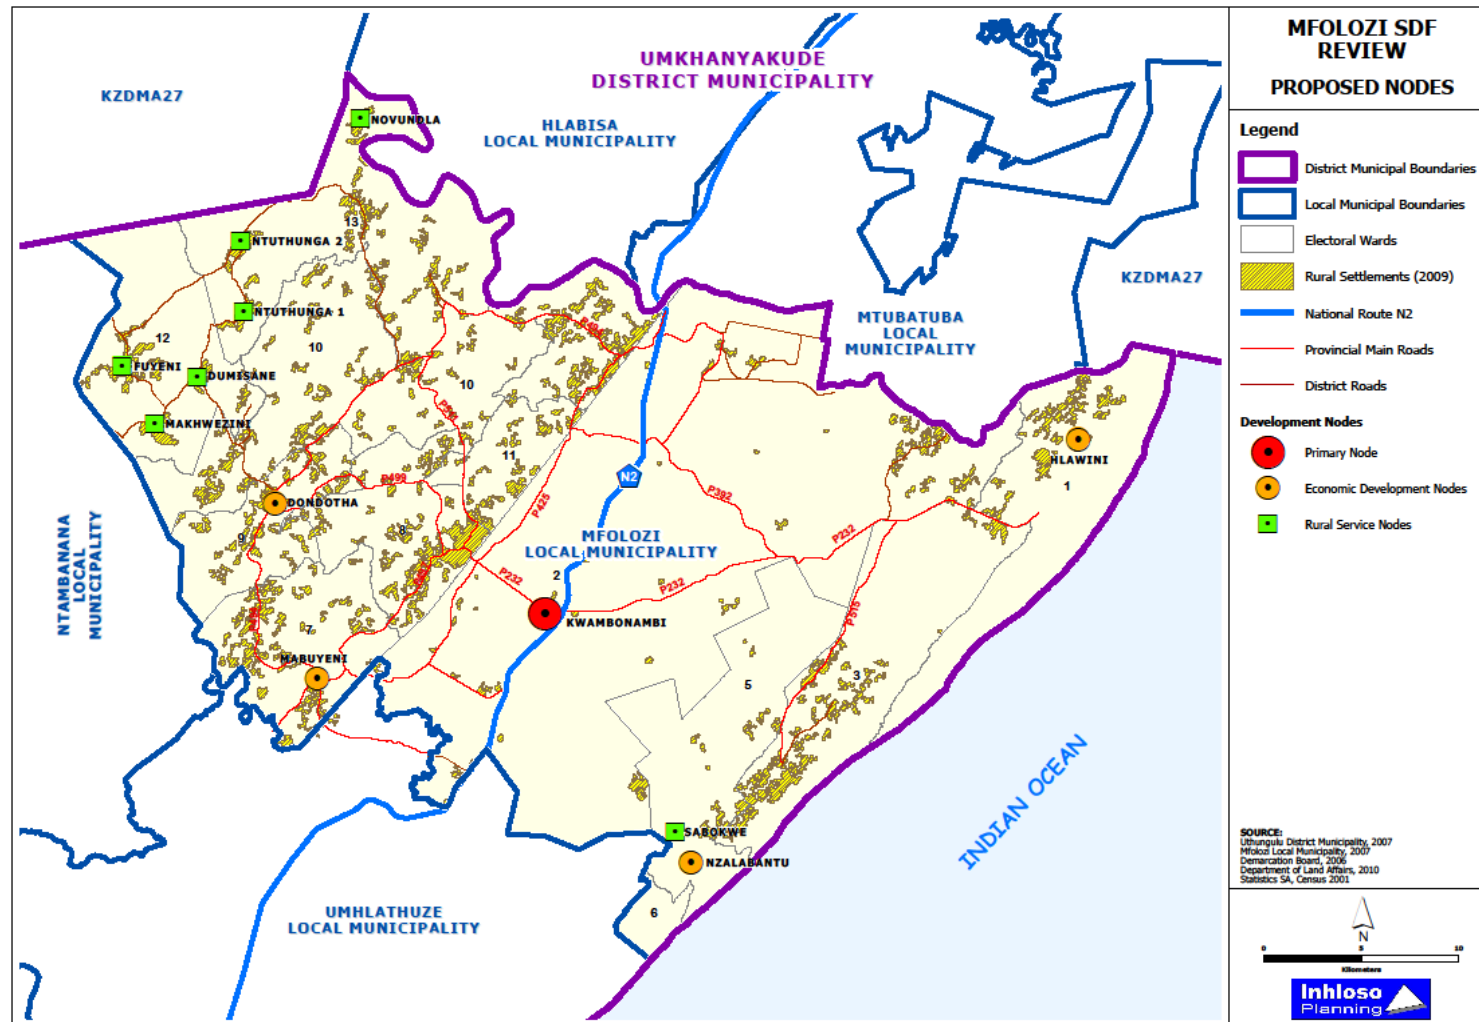 MFOLOZI SDF
REVIEW
PROPOSED NODES
Legend
District Municipal Boundaries
Local Municipal Boundaries
Electoral Wards
Rural Settlements (2009)
National Route N2
Provincial Main Roads
District Roads
Development Nodes
Primary Node
Economic Development Nodes
Rural Service Nodes
SOURCE:
Uthungulu District Municipality, 2007
Mfolozi Local Municipality, 2007
Demarcation Board, 2006
Department of Land Affairs, 2010
Statistics SA, Census 2001
N
0 5 10
Kilometers
Inhlosa
Planning
UMKHANYAKUDE
DISTRICT MUNICIPALITY
KZDMA27
HLABISA
LOCAL MUNICIPALITY
NOVUNDLA
13
NTUTHUNGA 2
KZDMA27
NTUTHUNGA 1
MTUBATUBA
LOCAL
MUNICIPALITY
P494
12
10
FUYENI
DUMISANE
10
MAKHWEZINI
HLAWINI
11
1
N2
P499
P392
P425
DONDOTHA
NTAMBANANA
LOCAL
MUNICIPALITY
9
8
MFOLOZI
LOCAL MUNICIPALITY
P232
P232
2
P232
KWAMBONAMBI
P515
7
MABUYENI
3
5
INDIAN OCEAN
SABOKWE
NZALABANTU
6
UMHLATHUZE
LOCAL MUNICIPALITY